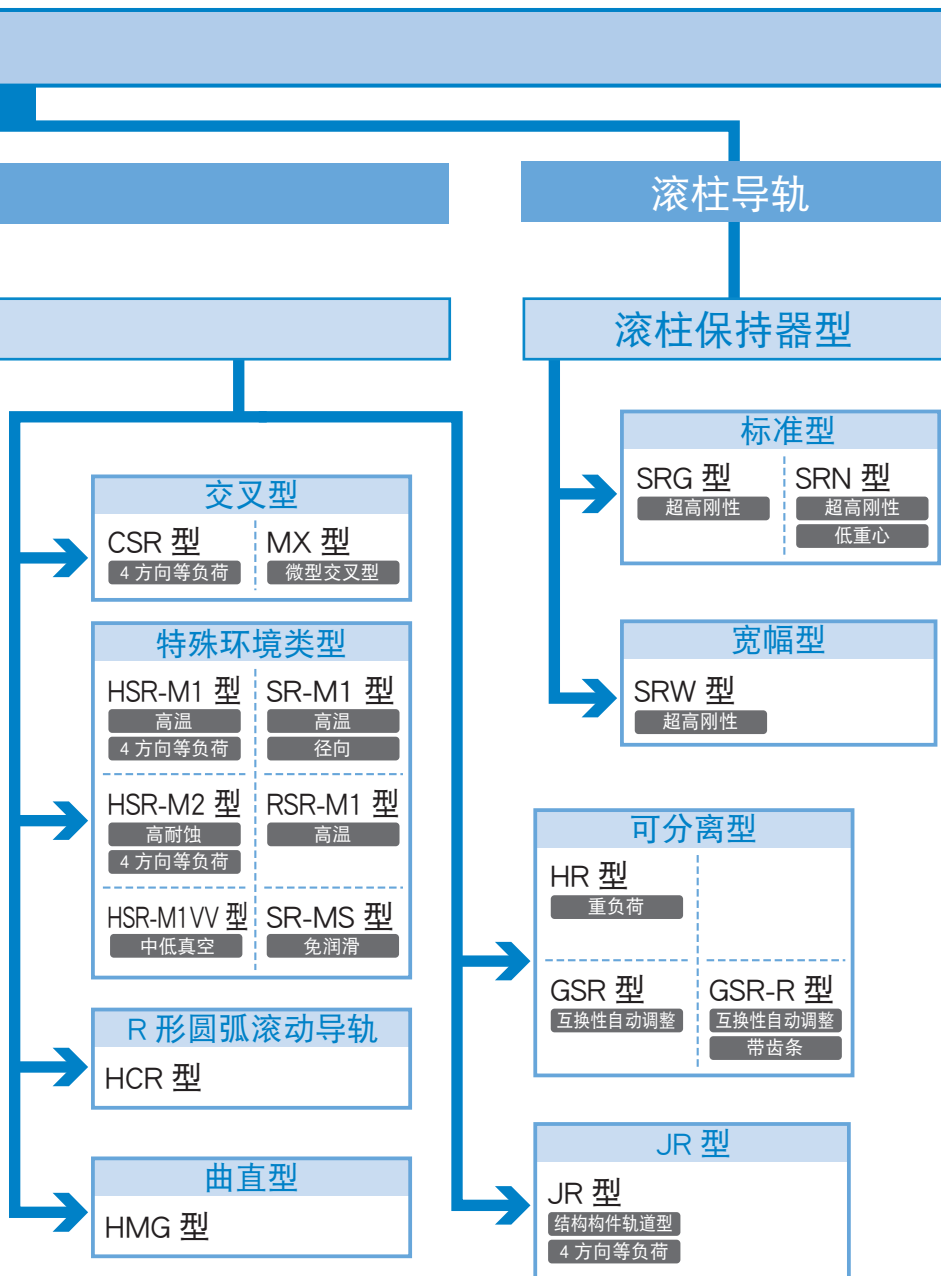 滚柱导轨
滚柱保持器型
标准型
SRG 型
超高刚性
SRN 型
超高刚性
低重心
宽幅型
SRW 型
超高刚性
交叉型
CSR 型
4 方向等负荷
MX 型
微型交叉型
特殊环境类型
HSR-M1 型
高温
4 方向等负荷
SR-M1 型
高温
径向
HSR-M2 型
高耐蚀
4 方向等负荷
RSR-M1 型
高温
HSR-M1VV 型
中低真空
SR-MS 型
免润滑
R 形圆弧滚动导轨
HCR 型
曲直型
HMG 型
可分离型
HR 型
重负荷
GSR 型
互换性自动调整
GSR-R 型
互换性自动调整
带齿条
JR 型
JR 型
结构构件轨道型
4 方向等负荷